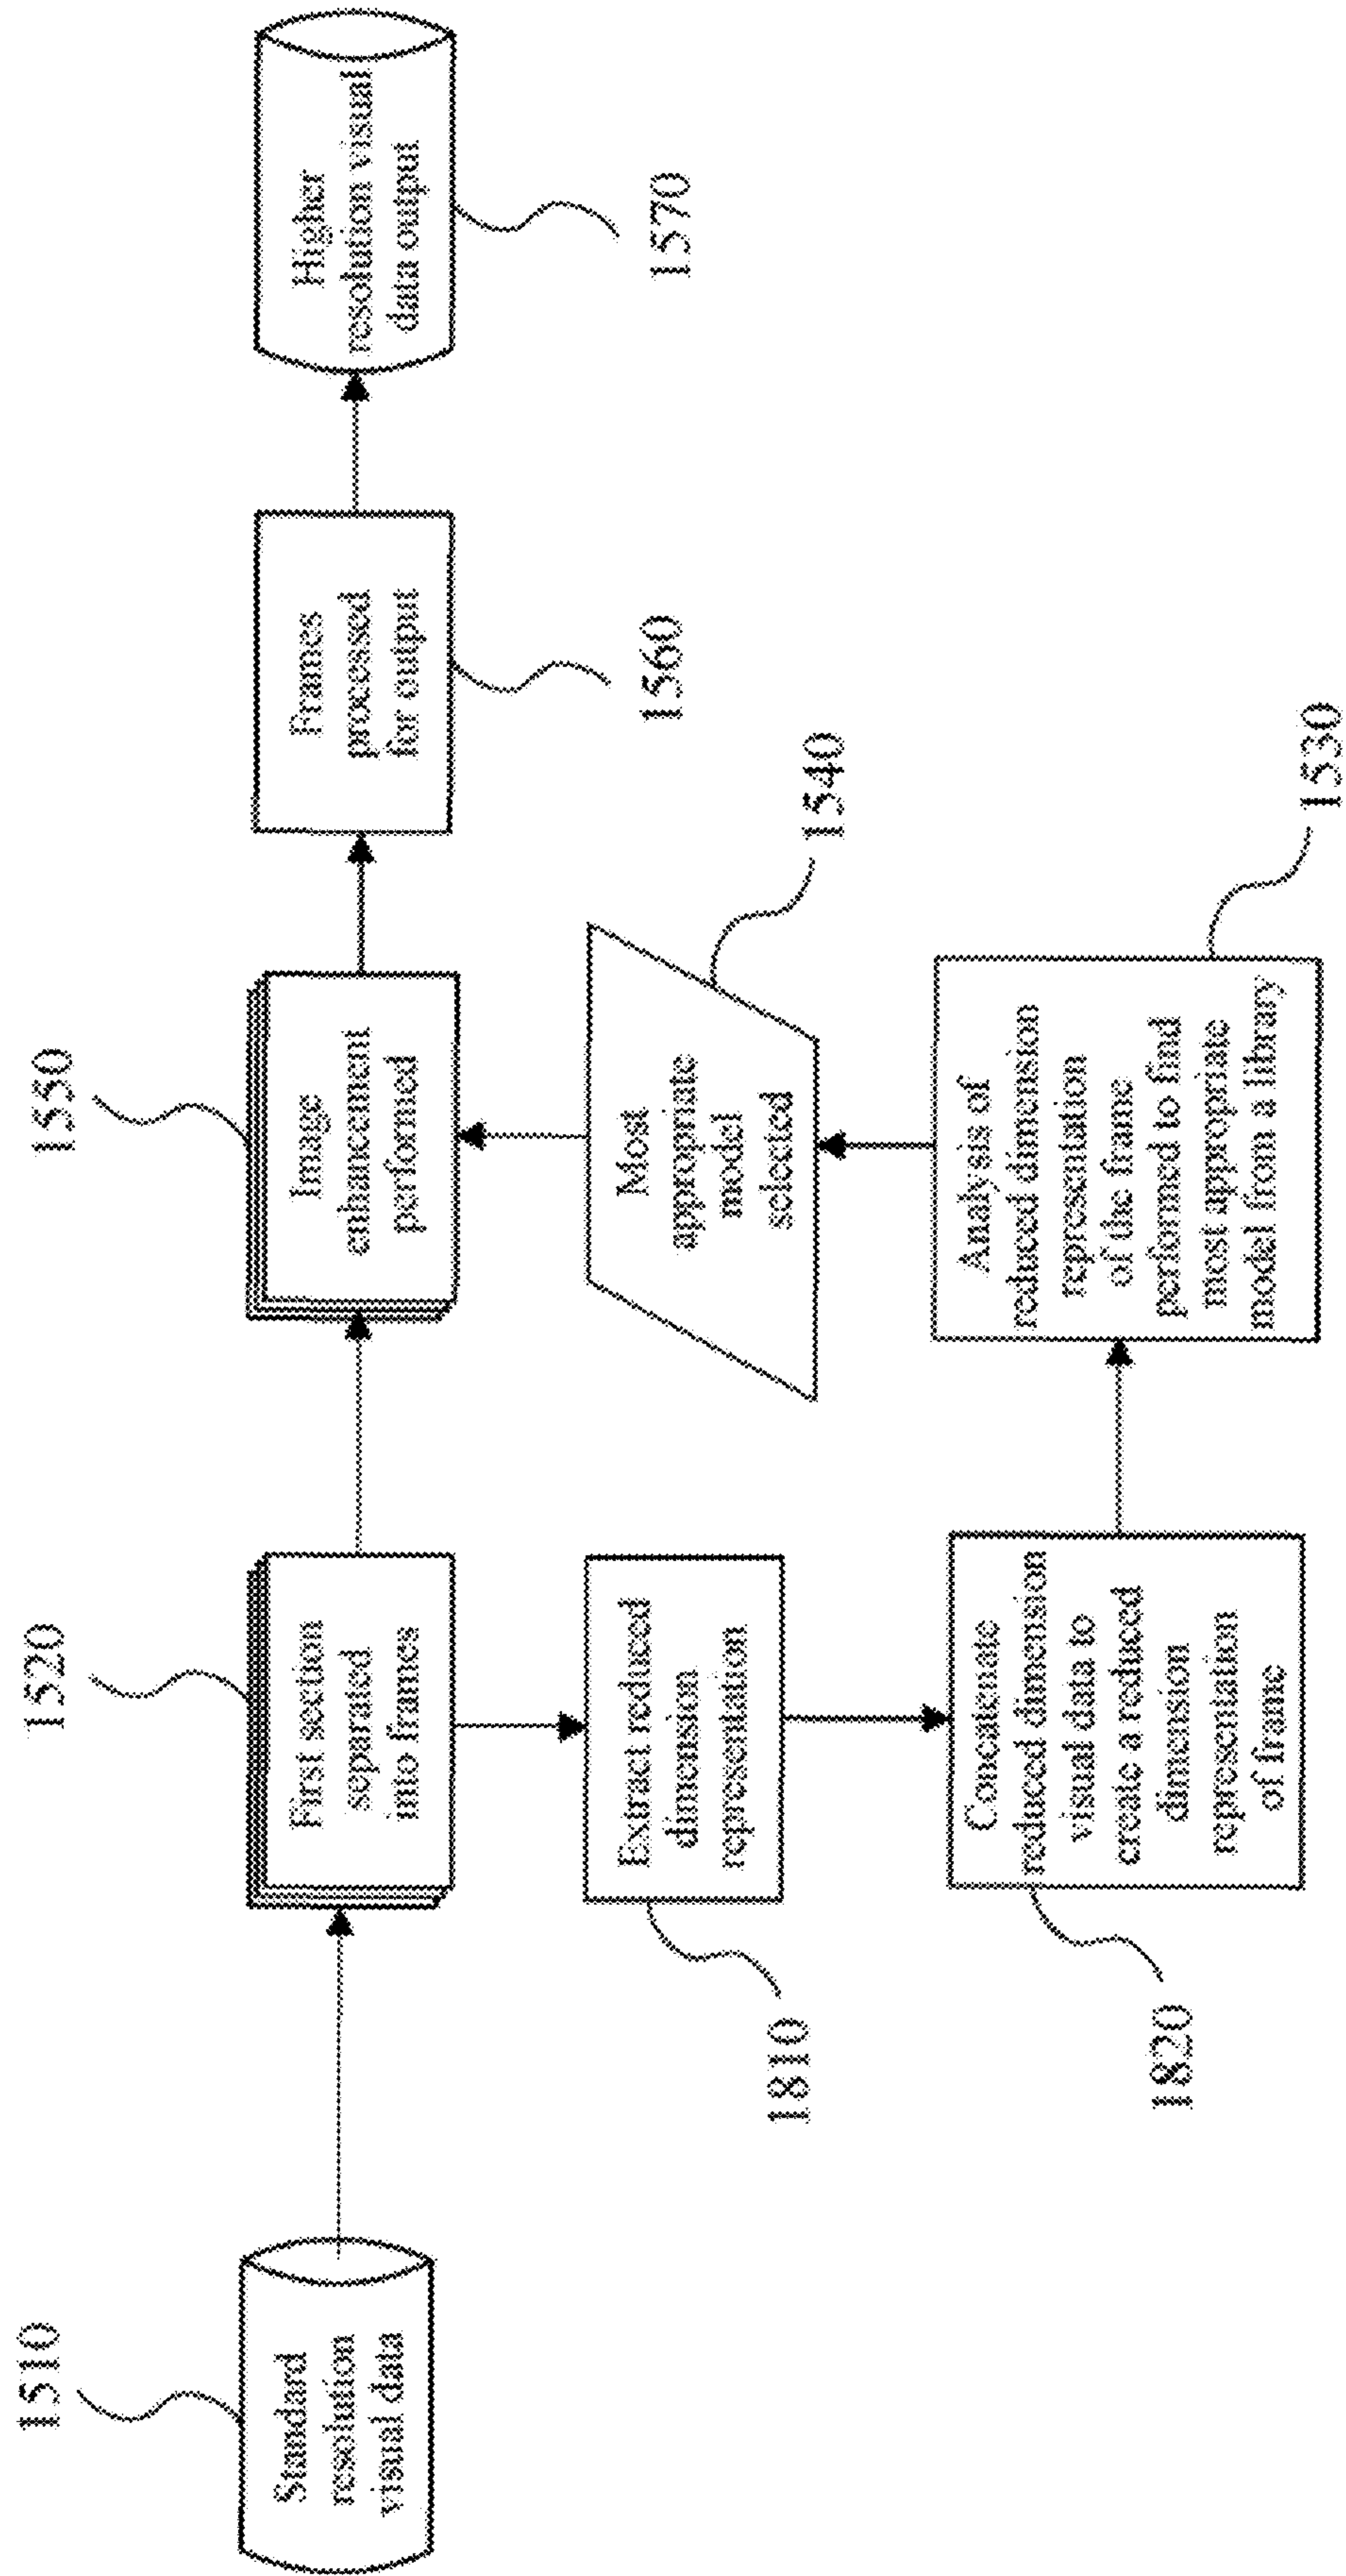 1510
Standard
resolution
visual data
1520
First section
separated
into frames
1550
Image
enhancement
performed
Frames
processed
for output
1560
Higher
resolution visual
data output
1570
Extract reduced
dimension
representation
1810
Most
appropriate
model
selected
1540
Concatenate
reduced dimension
visual data to
create a reduced
dimension
representation
of frame
1820
Analysis of
reduced dimension
representation
of the frame
performed to find
most appropriate
model from a library
1530